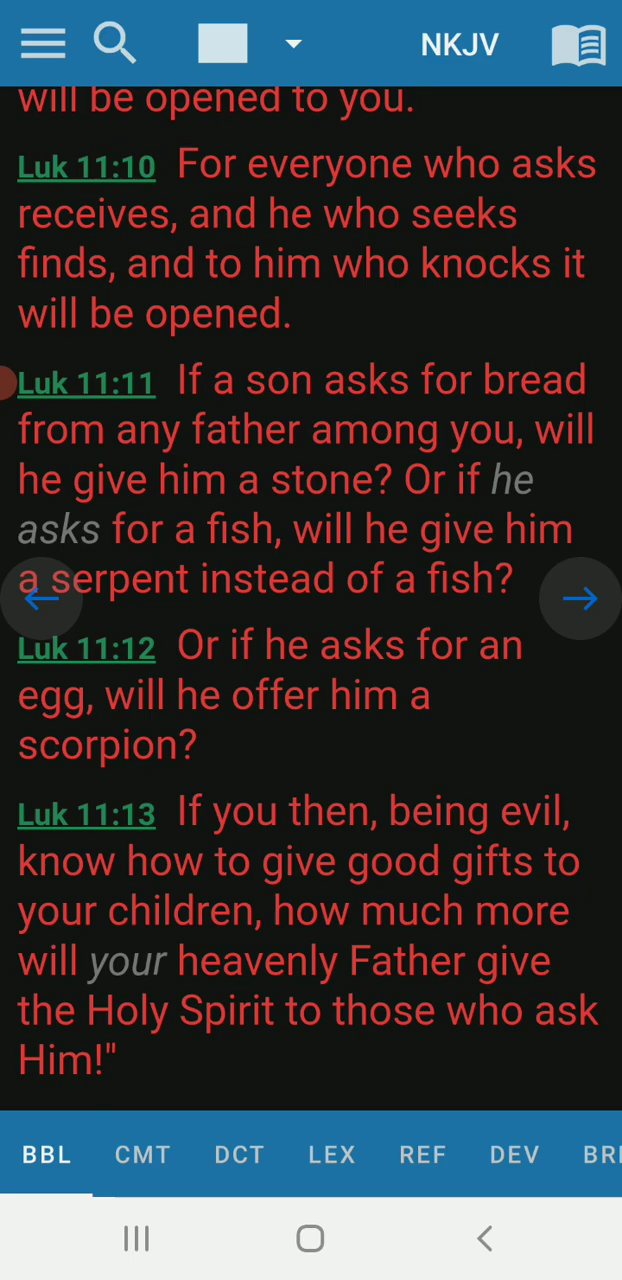 NKJV
will be opened to you.
Luk 11:10 For everyone who asks
receives, and he who seeks
finds, and to him who knocks it
will be opened.
Luk 11:11 If a son asks for bread
from any father among you, will
he give him a stone? Or if he
asks for a fish, will he give him
a serpent instead of a fish?
Luk 11:12 Or if he asks for an
egg, will he offer him a
scorpion?
Luk 11:13 If you then, being evil,
know how to give good gifts to
your children, how much more
will your heavenly Father give
the Holy Spirit to those who ask
Him!"
BBL CMT DCT LEX REF DEV